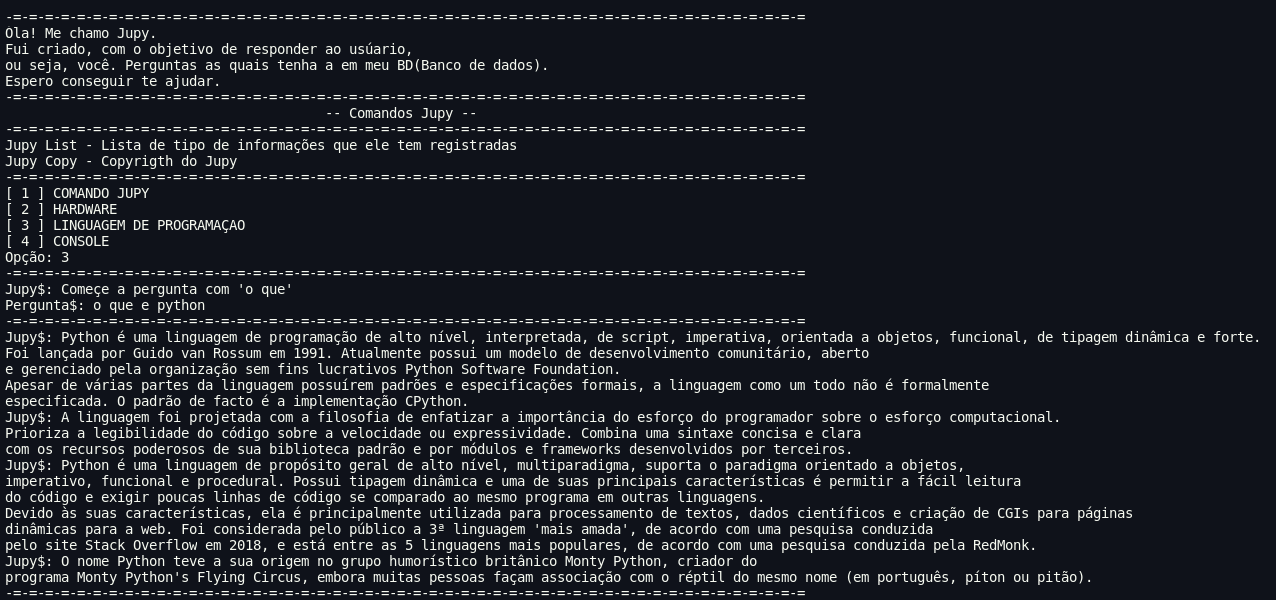 -=-=-=-=-=-=-=-=-=-=-=-=-=-=-=-=-=-=-=-=-=-=-=-=-=-=-=-=-=-=-=-=-=-=-=-=-=-=-=-=-=-=-=-=-=-=-=-=-=-=
Ola! Me chamo Jupy.
Fui criado, com o objetivo de responder ao usúario,
ou seja, você. Perguntas as quais tenha a em meu BD(Banco de dados).
Espero conseguir te ajudar.
-=-=-=-=-=-=-=-=-=-=-=-=-=-=-=-=-=-=-=-=-=-=-=-=-=-=-=-=-=-=-=-=-=-=-=-=-=-=-=-=-=-=-=-=-=-=-=-=-=-=
-- Comandos Jupy --
-=-=-=-=-=-=-=-=-=-=-=-=-=-=-=-=-=-=-=-=-=-=-=-=-=-=-=-=-=-=-=-=-=-=-=-=-=-=-=-=-=-=-=-=-=-=-=-=-=-=
Jupy List - Lista de tipo de informações que ele tem registradas
Jupy Copy - Copyrigth do Jupy
-=-=-=-=-=-=-=-=-=-=-=-=-=-=-=-=-=-=-=-=-=-=-=-=-=-=-=-=-=-=-=-=-=-=-=-=-=-=-=-=-=-=-=-=-=-=-=-=-=-=
[ 1 ] COMANDO JUPY
[ 2 ] HARDWARE
[ 3 ] LINGUAGEM DE PROGRAMAÇAO
[ 4 ] CONSOLE
Opção: 3
-=-=-=-=-=-=-=-=-=-=-=-=-=-=-=-=-=-=-=-=-=-=-=-=-=-=-=-=-=-=-=-=-=-=-=-=-=-=-=-=-=-=-=-=-=-=-=-=-=-=
Jupy$: Começe a pergunta com 'o que'
Pergunta$: o que e python
-=-=-=-=-=-=-=-=-=-=-=-=-=-=-=-=-=-=-=-=-=-=-=-=-=-=-=-=-=-=-=-=-=-=-=-=-=-=-=-=-=-=-=-=-=-=-=-=-=-=
Jupy$: Python é uma linguagem de programação de alto nível, interpretada, de script, imperativa, orientada a objetos, funcional, de tipagem dinâmica e forte.
Foi lançada por Guido van Rossum em 1991. Atualmente possui um modelo de desenvolvimento comunitário, aberto
e gerenciado pela organização sem fins lucrativos Python Software Foundation.
Apesar de várias partes da linguagem possuírem padrões e especificações formais, a linguagem como um todo não é formalmente
especificada. O padrão de facto é a implementação CPython.
Jupy$: A linguagem foi projetada com a filosofia de enfatizar a importância do esforço do programador sobre o esforço computacional.
Prioriza a legibilidade do código sobre a velocidade ou expressividade. Combina uma sintaxe concisa e clara
com os recursos poderosos de sua biblioteca padrão e por módulos e frameworks desenvolvidos por terceiros.
Jupy$: Python é uma linguagem de propósito geral de alto nível, multiparadigma, suporta o paradigma orientado a objetos,
imperativo, funcional e procedural. Possui tipagem dinâmica e uma de suas principais características é permitir a fácil leitura
do código e exigir poucas linhas de código se comparado ao mesmo programa em outras linguagens.
Devido às suas características, ela é principalmente utilizada para processamento de textos, dados científicos e criação de CGIs para páginas
dinâmicas para a web. Foi considerada pelo público a 3ª linguagem 'mais amada', de acordo com uma pesquisa conduzida
pelo site Stack Overflow em 2018, e está entre as 5 linguagens mais populares, de acordo com uma pesquisa conduzida pela RedMonk.
Jupy$: O nome Python teve a sua origem no grupo humorístico britânico Monty Python, criador do
programa Monty Python's Flying Circus, embora muitas pessoas façam associação com o réptil do mesmo nome (em português, píton ou pitão).
-=-=-=-=-=-=-=-=-=-=-=-=-=-=-=-=-=-=-=-=-=-=-=-=-=-=-=-=-=-=-=-=-=-=-=-=-=-=-=-=-=-=-=-=-=-=-=-=-=-=